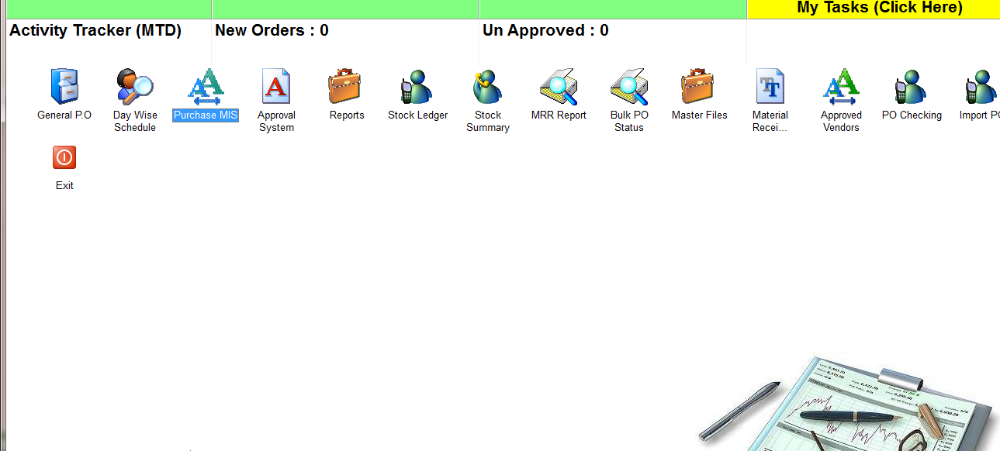 My Tasks (Click Here)
Activity Tracker (MTD)
New Orders : 0
Un Approved : 0
General P.O
Day Wise
Schedule
Purchase MIS
Approval
System
Reports
Stock Ledger
Stock
Summary
MRR Report
Bulk PO
Status
Master Files
Material
Recei...
Approved
Vendors
PO Checking
Import PO
Exit